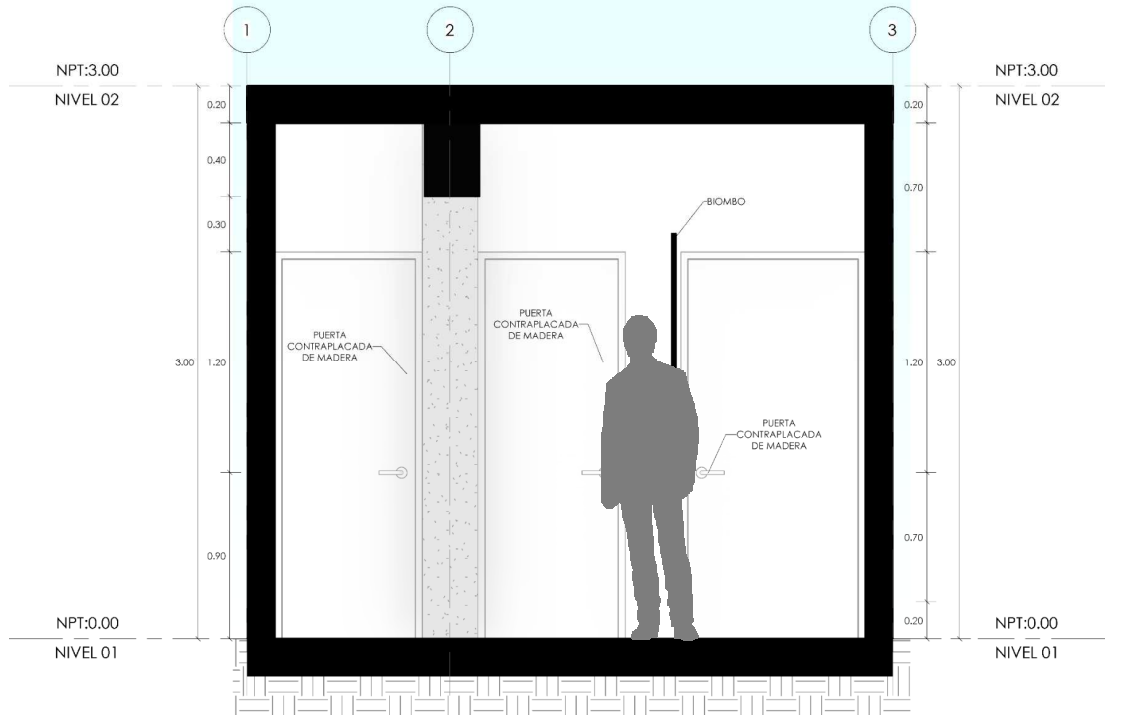 1
2
3
NPT:3.00
NIVEL 02
NPT:3.00
NIVEL 02
0.20
0.40
0.30
3.00
1.20
0.90
BIOMBO
PUERTA
CONTRAPLACADA
DE MADERA
PUERTA
CONTRAPLACADA
DE MADERA
PUERTA
CONTRAPLACADA
DE MADERA
0.20
0.70
1.20
3.00
0.70
0.20
NPT:0.00
NIVEL 01
NPT:0.00
NIVEL 01